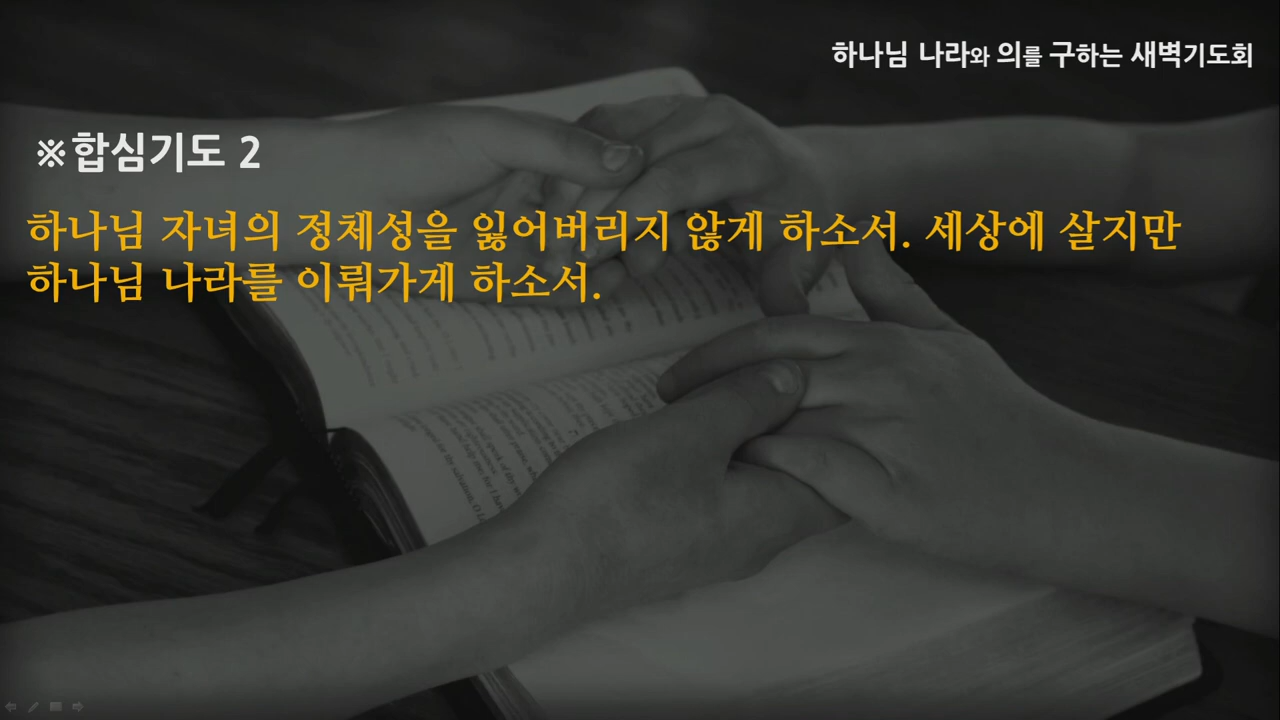 하나님 나라와 의를 구하는 새벽기도회
※합심기도 2
하나님 자녀의 정체성을 잃어버리지 않게 하소서. 세상에 살지만
하나님 나라를 이뤄가게 하소서.